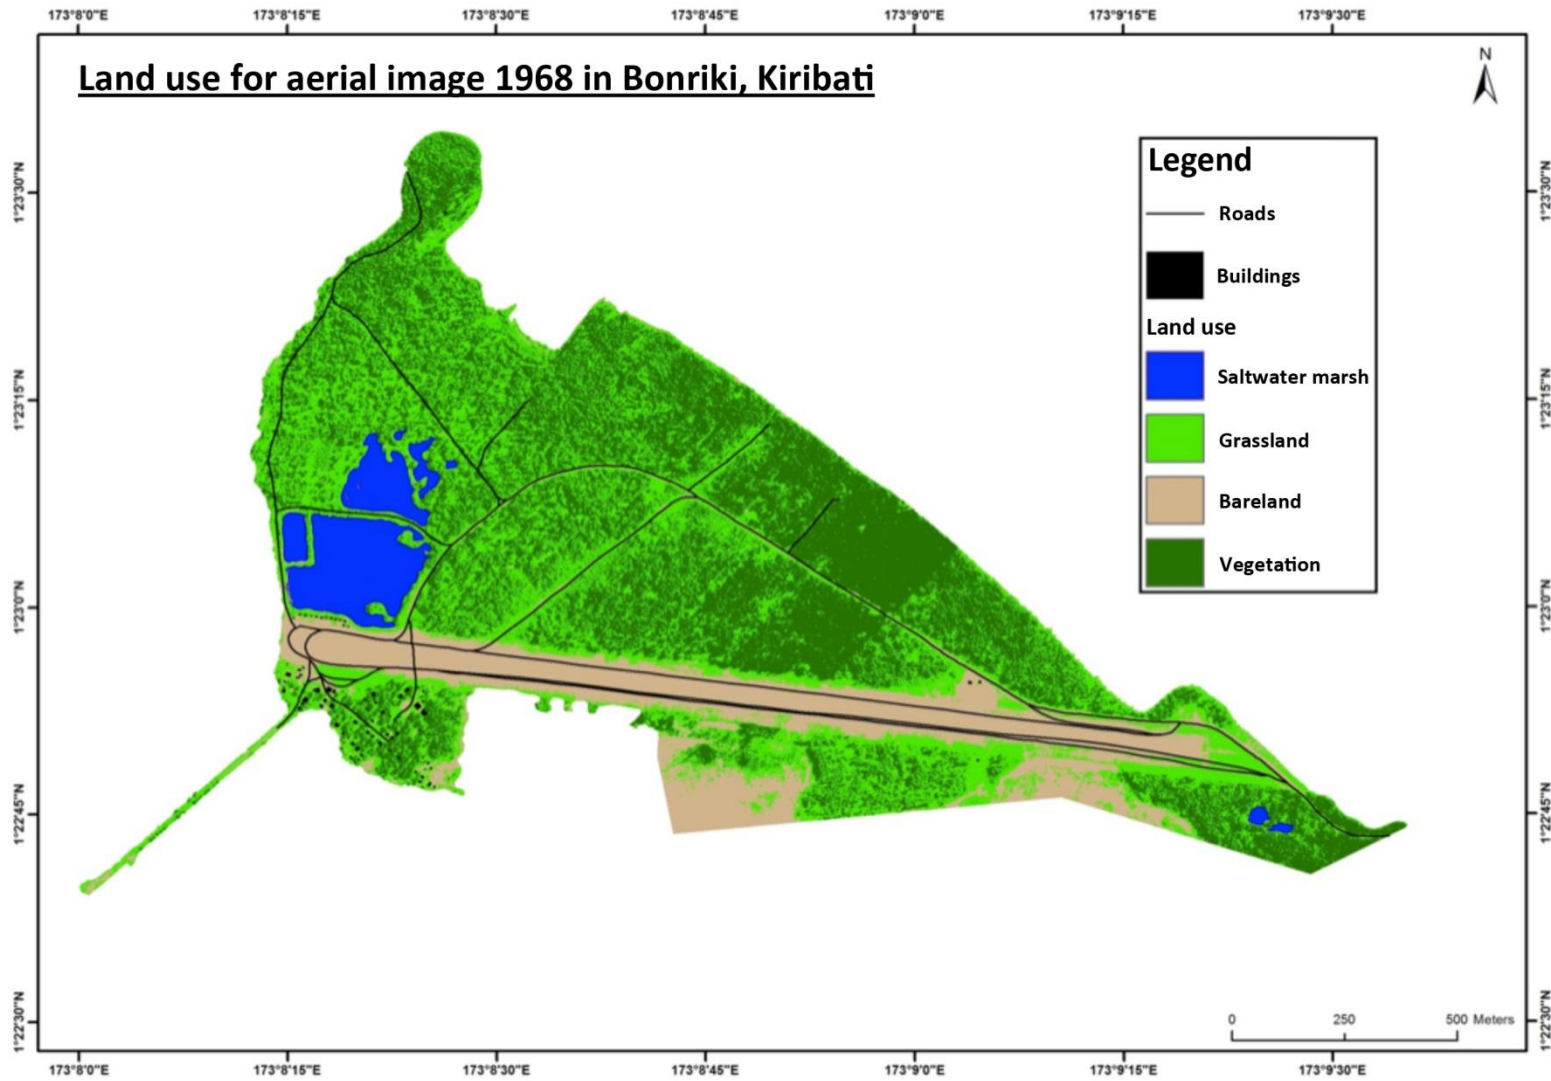 173°8'0"E 173°8'15"E 173°8'30"E 173°8'45"E 173°9'0"E 173°9'15"E 173°9'30"E
Land use for aerial image 1968 in Bonriki, Kiribati
N
Legend
Roads
Buildings
Land use
Saltwater marsh
Grassland
Bareland
Vegetation
1°23'30"N 1°23'30"N
1°23'15"N 1°23'15"N
1°23'0"N 1°23'0"N
1°22'45"N 1°22'45"N
1°22'30"N 1°22'30"N
0 250 500 Meters
173°8'0"E 173°8'15"E 173°8'30"E 173°8'45"E 173°9'0"E 173°9'15"E 173°9'30"E